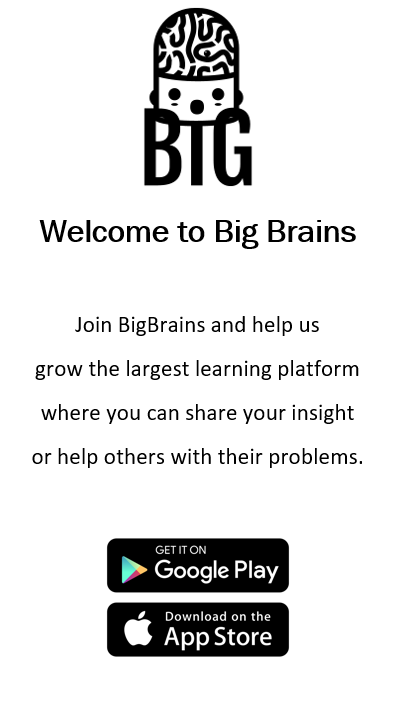 BIG
Welcome to Big Brains
Join BigBrains and help us
grow the largest learning platform
where you can share your insight
or help others with their problems.
GET IT ON
Google Play
Download on the
App Store